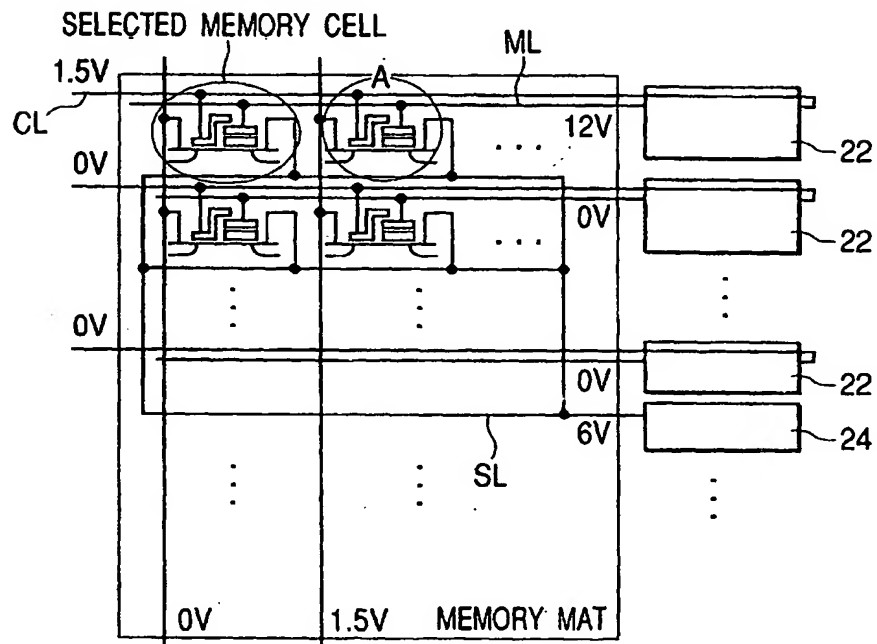 SELECTED MEMORY CELL
1.5V
A
ML
CL
12V
22
0V
0V
22
0V
0V
22
6V
24
SL
0V
1.5V
MEMORY MAT